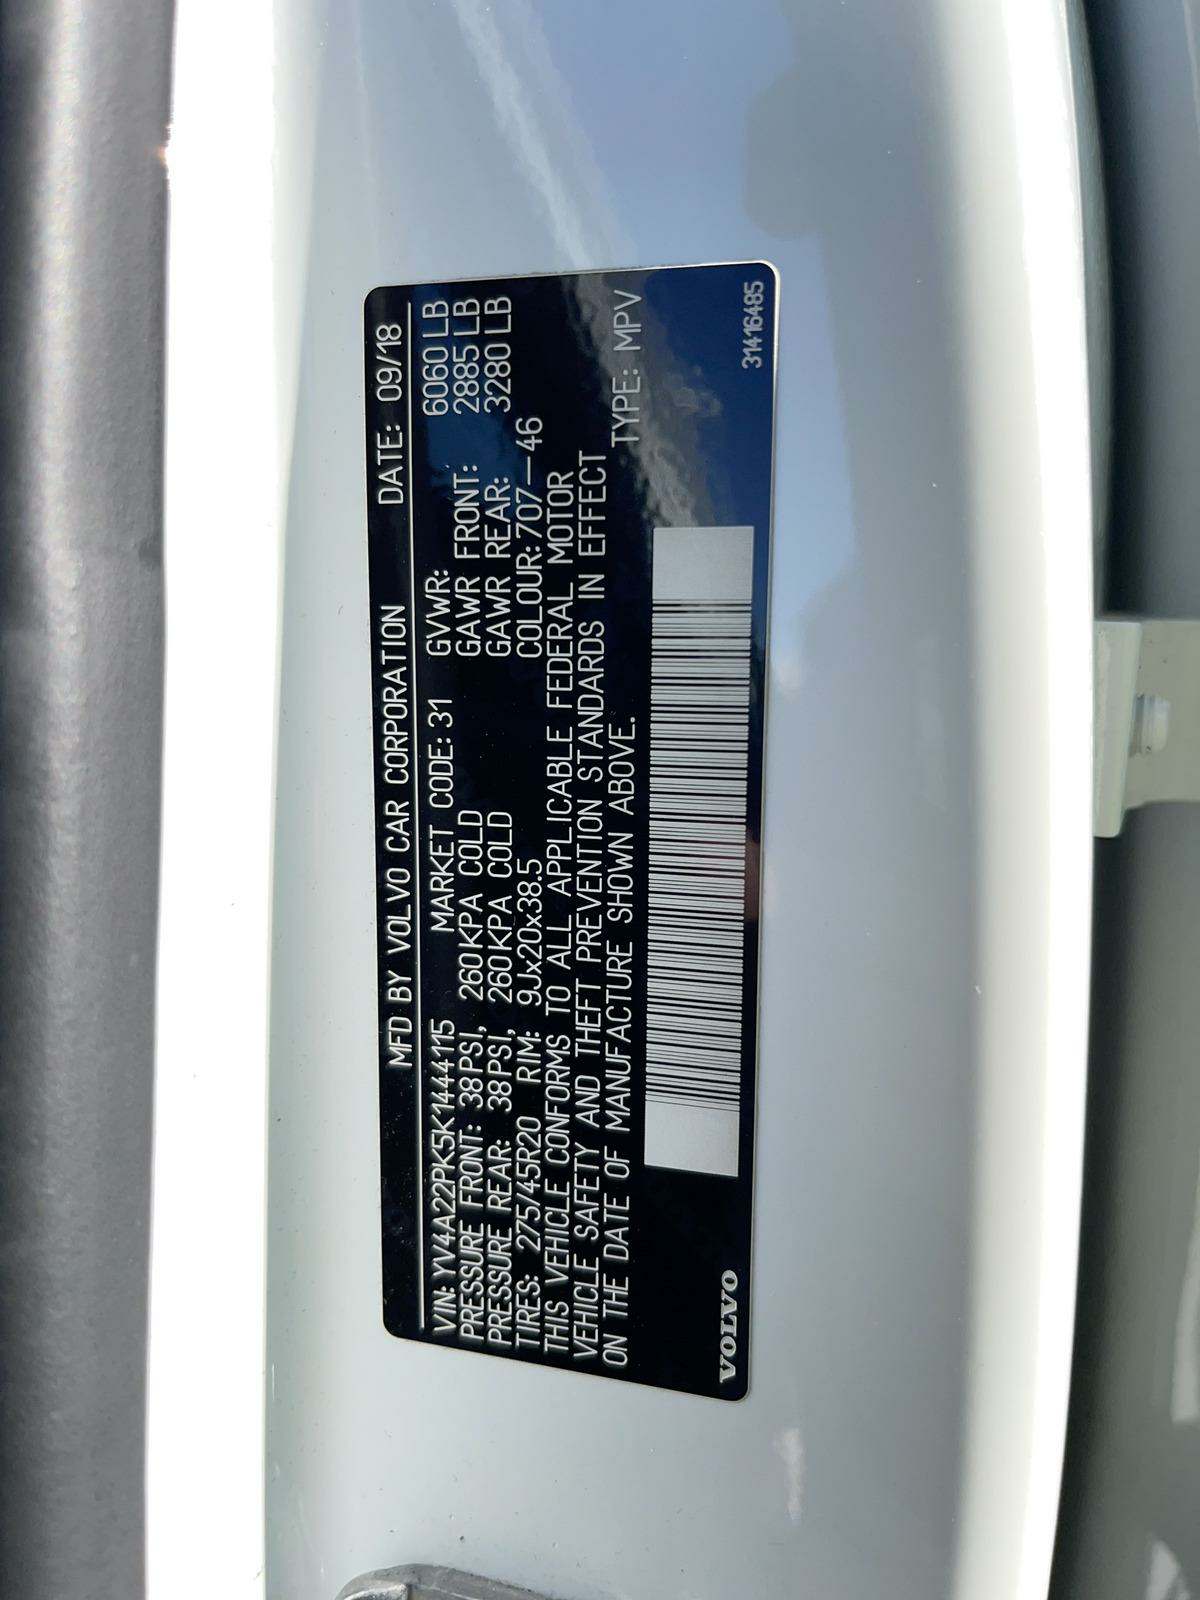 MFD BY VOLVO CAR CORPORATION DATE: 09/18
VIN: YV4A22PK5K1444115 MARKET CODE: 31 GVWR: 6060 LB
PRESSURE FRONT: 38PSI, 260KPA COLD GAWR FRONT: 2885 LB
PRESSURE REAR: 38PSI, 260KPA COLD GAWR REAR: 3280 LB
TIRES: 275/45R20 RIM: 9Jx20x38.5 COLOUR: 707-46
THIS VEHICLE CONFORMS TO ALL APPLICABLE FEDERAL MOTOR
VEHICLE SAFETY AND THEFT PREVENTION STANDARDS IN EFFECT
ON THE DATE OF MANUFACTURE SHOWN ABOVE. TYPE: MPV
VOLVO 31416485